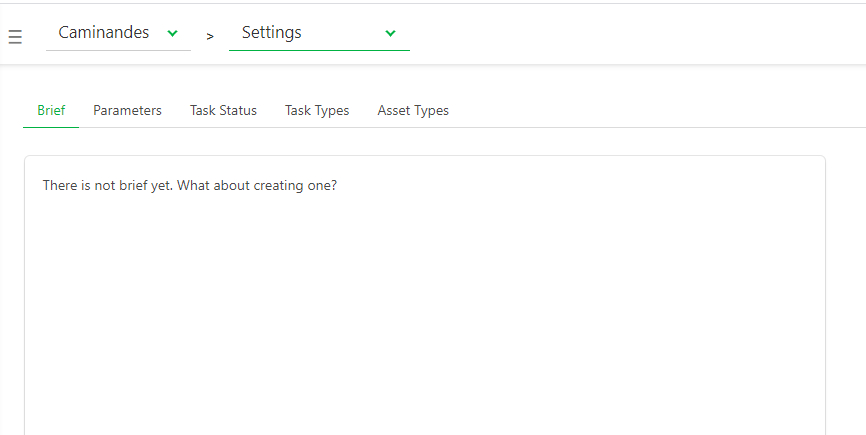 Caminandes > Settings
Brief Parameters Task Status Task Types Asset Types
There is not brief yet. What about creating one?